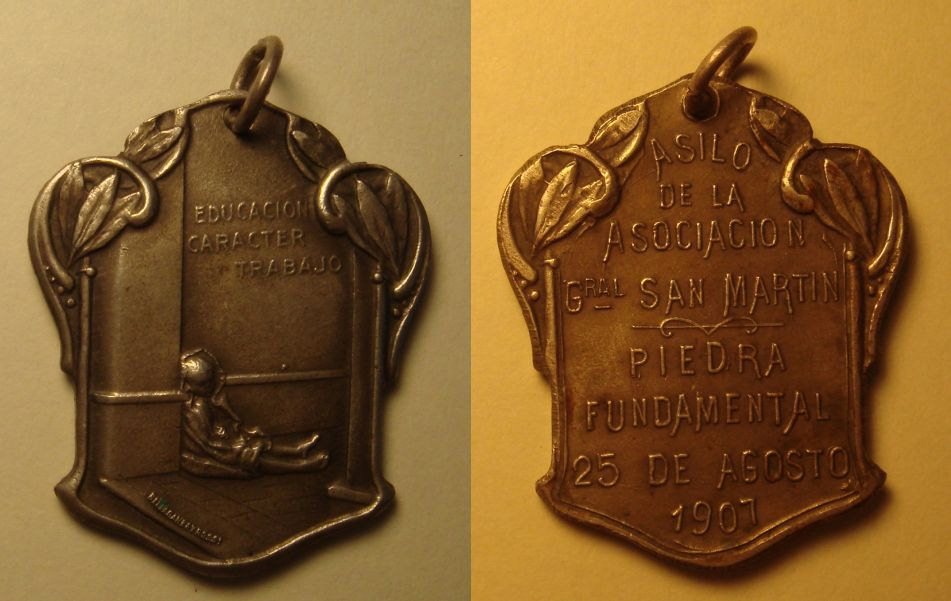 EDUCACION
CARACTER
Y TRABAJO
ASILO
DE LA
ASOCIACION
GRAL SAN MARTIN
PIEDRA
FUNDAMENTAL
25 DE AGOSTO
1907